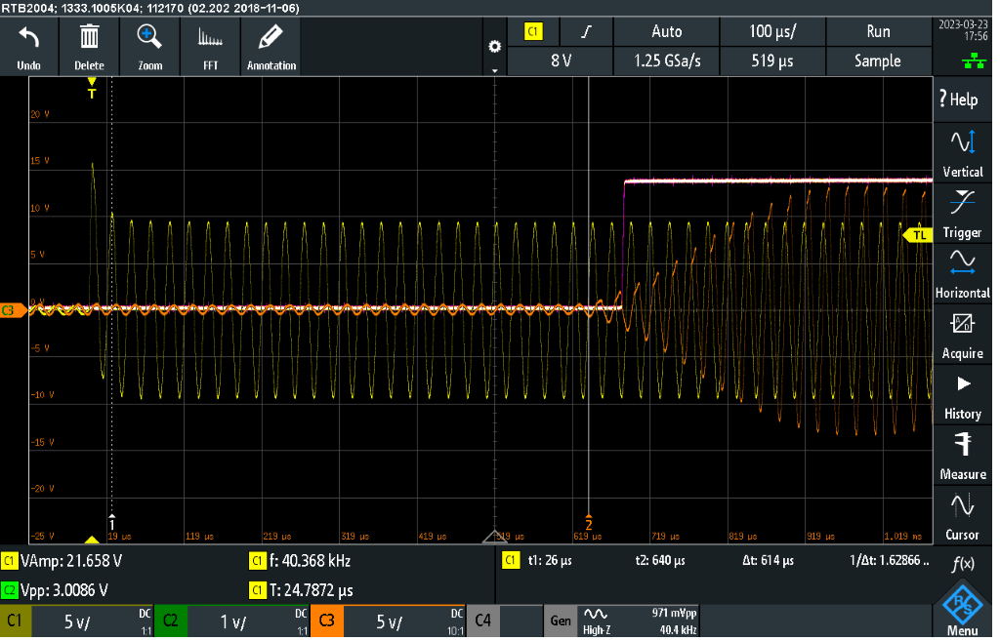 RTB2004; 1333.1005K04; 112170 (02.202 2018-11-06)
Undo
Delete
Zoom
FFT
Annotation
C1
Auto
100 µs/
Run
8 V
1.25 GSa/s
519 µs
Sample
2023-03-23
17:56
? Help
Vertical
Trigger
Horizontal
Acquire
History
Measure
Cursor
f(x)
R&S
Menu
T
20 V
15 V
10 V
5 V
0 V
-5 V
-10 V
-15 V
-20 V
-25 V
C3
TL
1
2
19 µs
119 µs
219 µs
319 µs
419 µs
519 µs
619 µs
719 µs
819 µs
919 µs
1.019 ms
C1 VAmp: 21.658 V
C1 f: 40.368 kHz
C1 t1: 26 µs
t2: 640 µs
Δt: 614 µs
1/Δt: 1.62866 ..
C2 Vpp: 3.0086 V
C1 T: 24.7872 µs
C1
5 V/
DC
1:1
C2
1 V/
DC
1:1
C3
5 V/
DC
10:1
C4
Gen
High-Z
971 mVpp
40.4 kHz